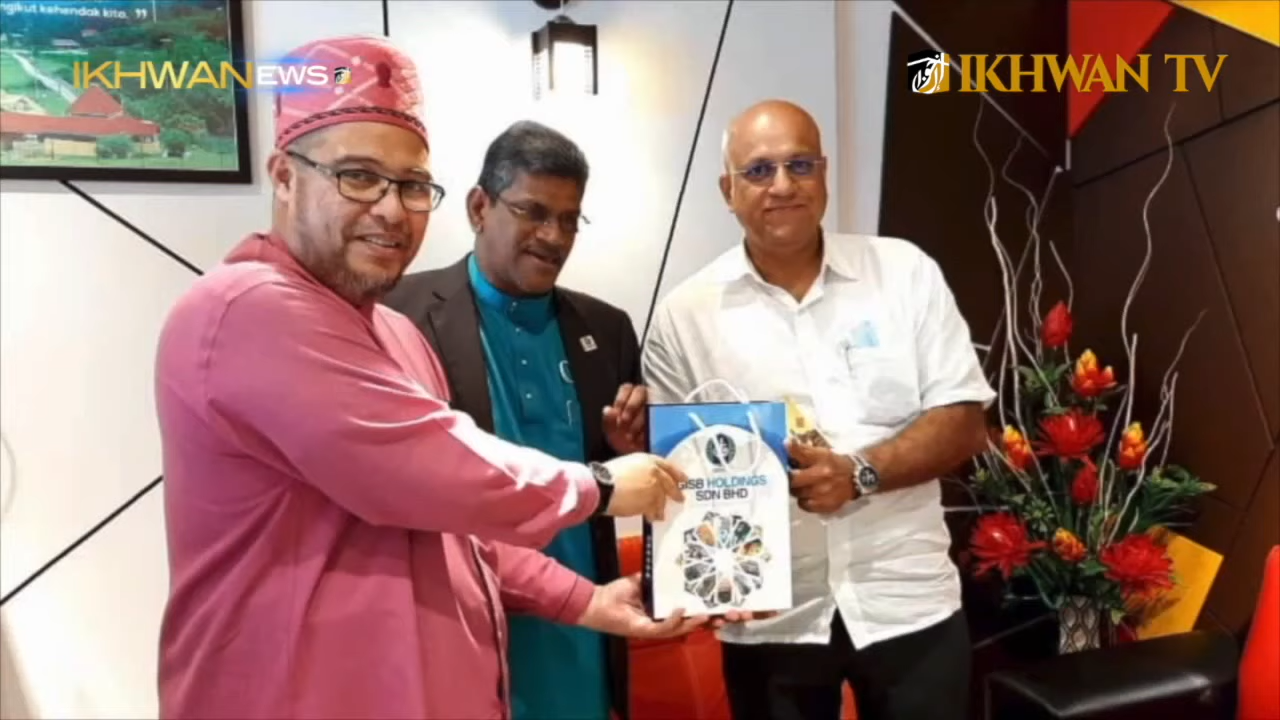 ngikut kehendak kita. "
IKHWANEWS
IKHWAN TV
GISB HOLDINGS
SDN BHD